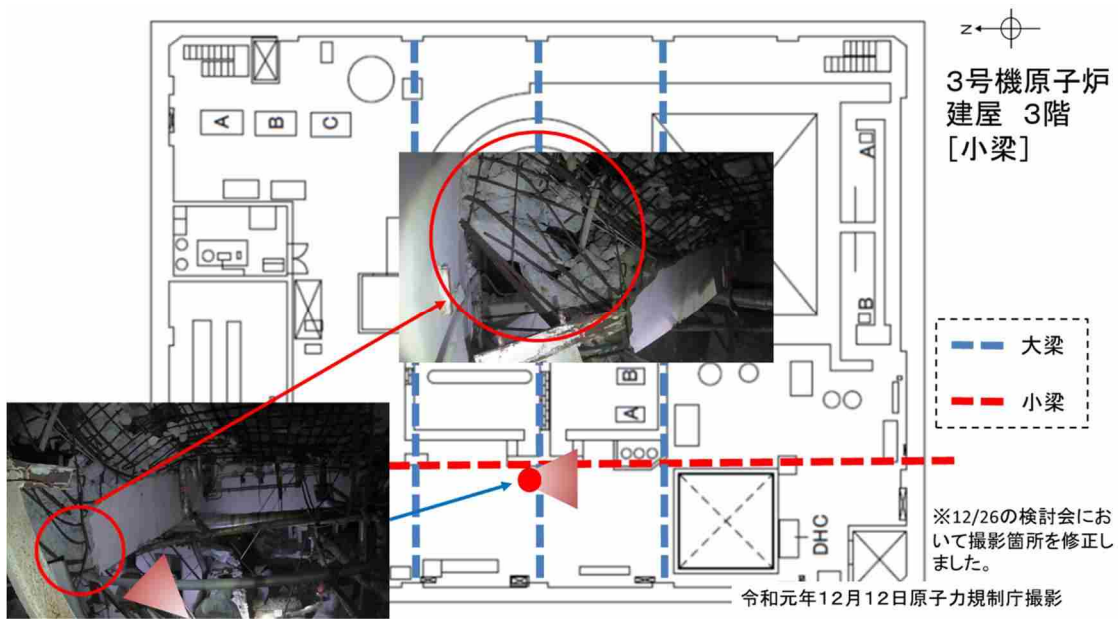 N
3号機原子炉
建屋 3階
[小梁]
A
B
C
A
B
B
A
大梁
小梁
DHC
※12/26の検討会にお
いて撮影箇所を修正し
ました。
令和元年12月12日原子力規制庁撮影